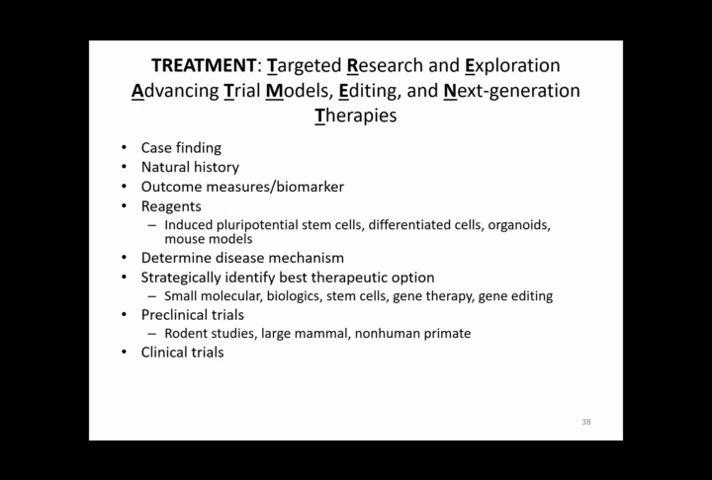 TREATMENT: Targeted Research and Exploration
Advancing Trial Models, Editing, and Next-generation
Therapies
• Case finding
• Natural history
• Outcome measures/biomarker
• Reagents
– Induced pluripotential stem cells, differentiated cells, organoids,
mouse models
• Determine disease mechanism
• Strategically identify best therapeutic option
– Small molecular, biologics, stem cells, gene therapy, gene editing
• Preclinical trials
– Rodent studies, large mammal, nonhuman primate
• Clinical trials
38